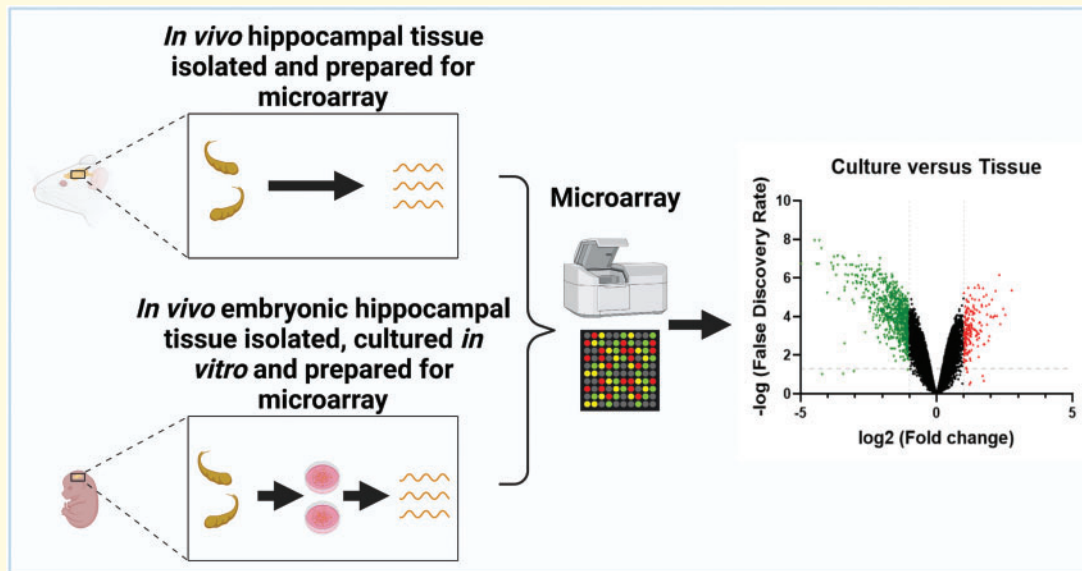 In vivo hippocampal tissue
isolated and prepared for
microarray
In vivo embryonic hippocampal
tissue isolated, cultured in
vitro and prepared for
microarray
Microarray
Culture versus Tissue
-log (False Discovery Rate)
10
8
6
4
2
0
-5
0
5
log2 (Fold change)